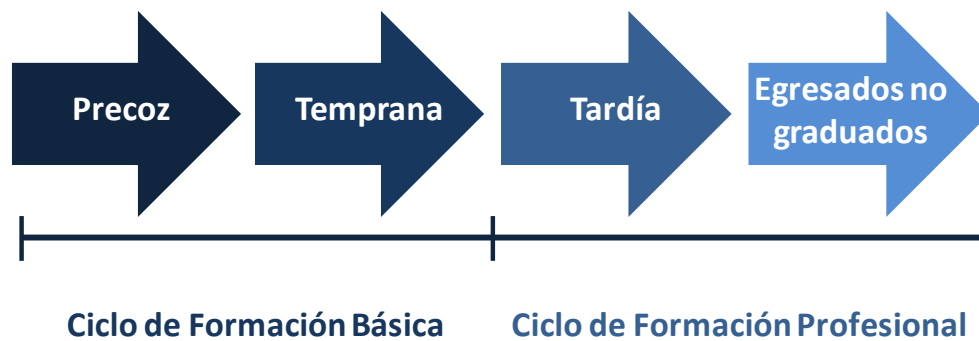 Precoz
Temprana
Tardía
Egresados no
graduados
Ciclo de Formación Básica
Ciclo de Formación Profesional